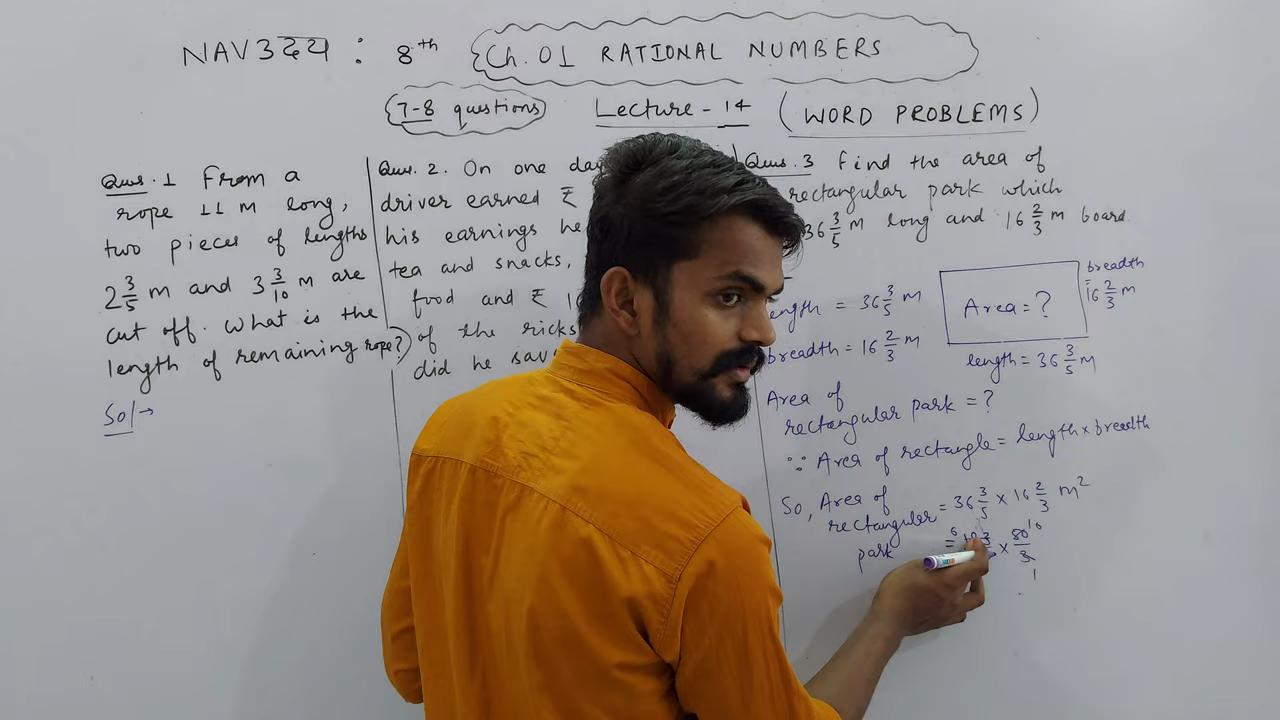 NAV3222 : 8th Ch. 01 RATIONAL NUMBERS
7-8 questions Lecture - 14 (WORD PROBLEMS)
Ques. 1 From a
rope 11 m long,
two pieces of lengths
2 3/5 m and 3 3/10 m are
cut off. What is the
length of remaining rope?
Sol→
Ques. 2. On one day
driver earned ₹
his earnings he
tea and snacks,
food and ₹ 1
of the ricks
did he sav
Ques. 3 Find the area of
rectangular park which
36 3/5 m long and 16 2/3 m board.
length = 36 3/5 m
breadth = 16 2/3 m
Area = ?
breadth
= 16 2/3 m
length = 36 3/5 m
Area of
rectangular park = ?
∵ Area of rectangle = length × breadth
So, Area of
rectangular = 36 3/5 × 16 2/3 m²
park
× 50/3 10
1